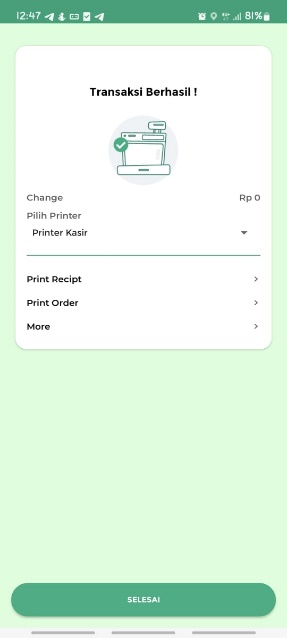 12:47
81%
Transaksi Berhasil !
Change Rp 0
Pilih Printer
Printer Kasir
Print Recipt
Print Order
More
SELESAI